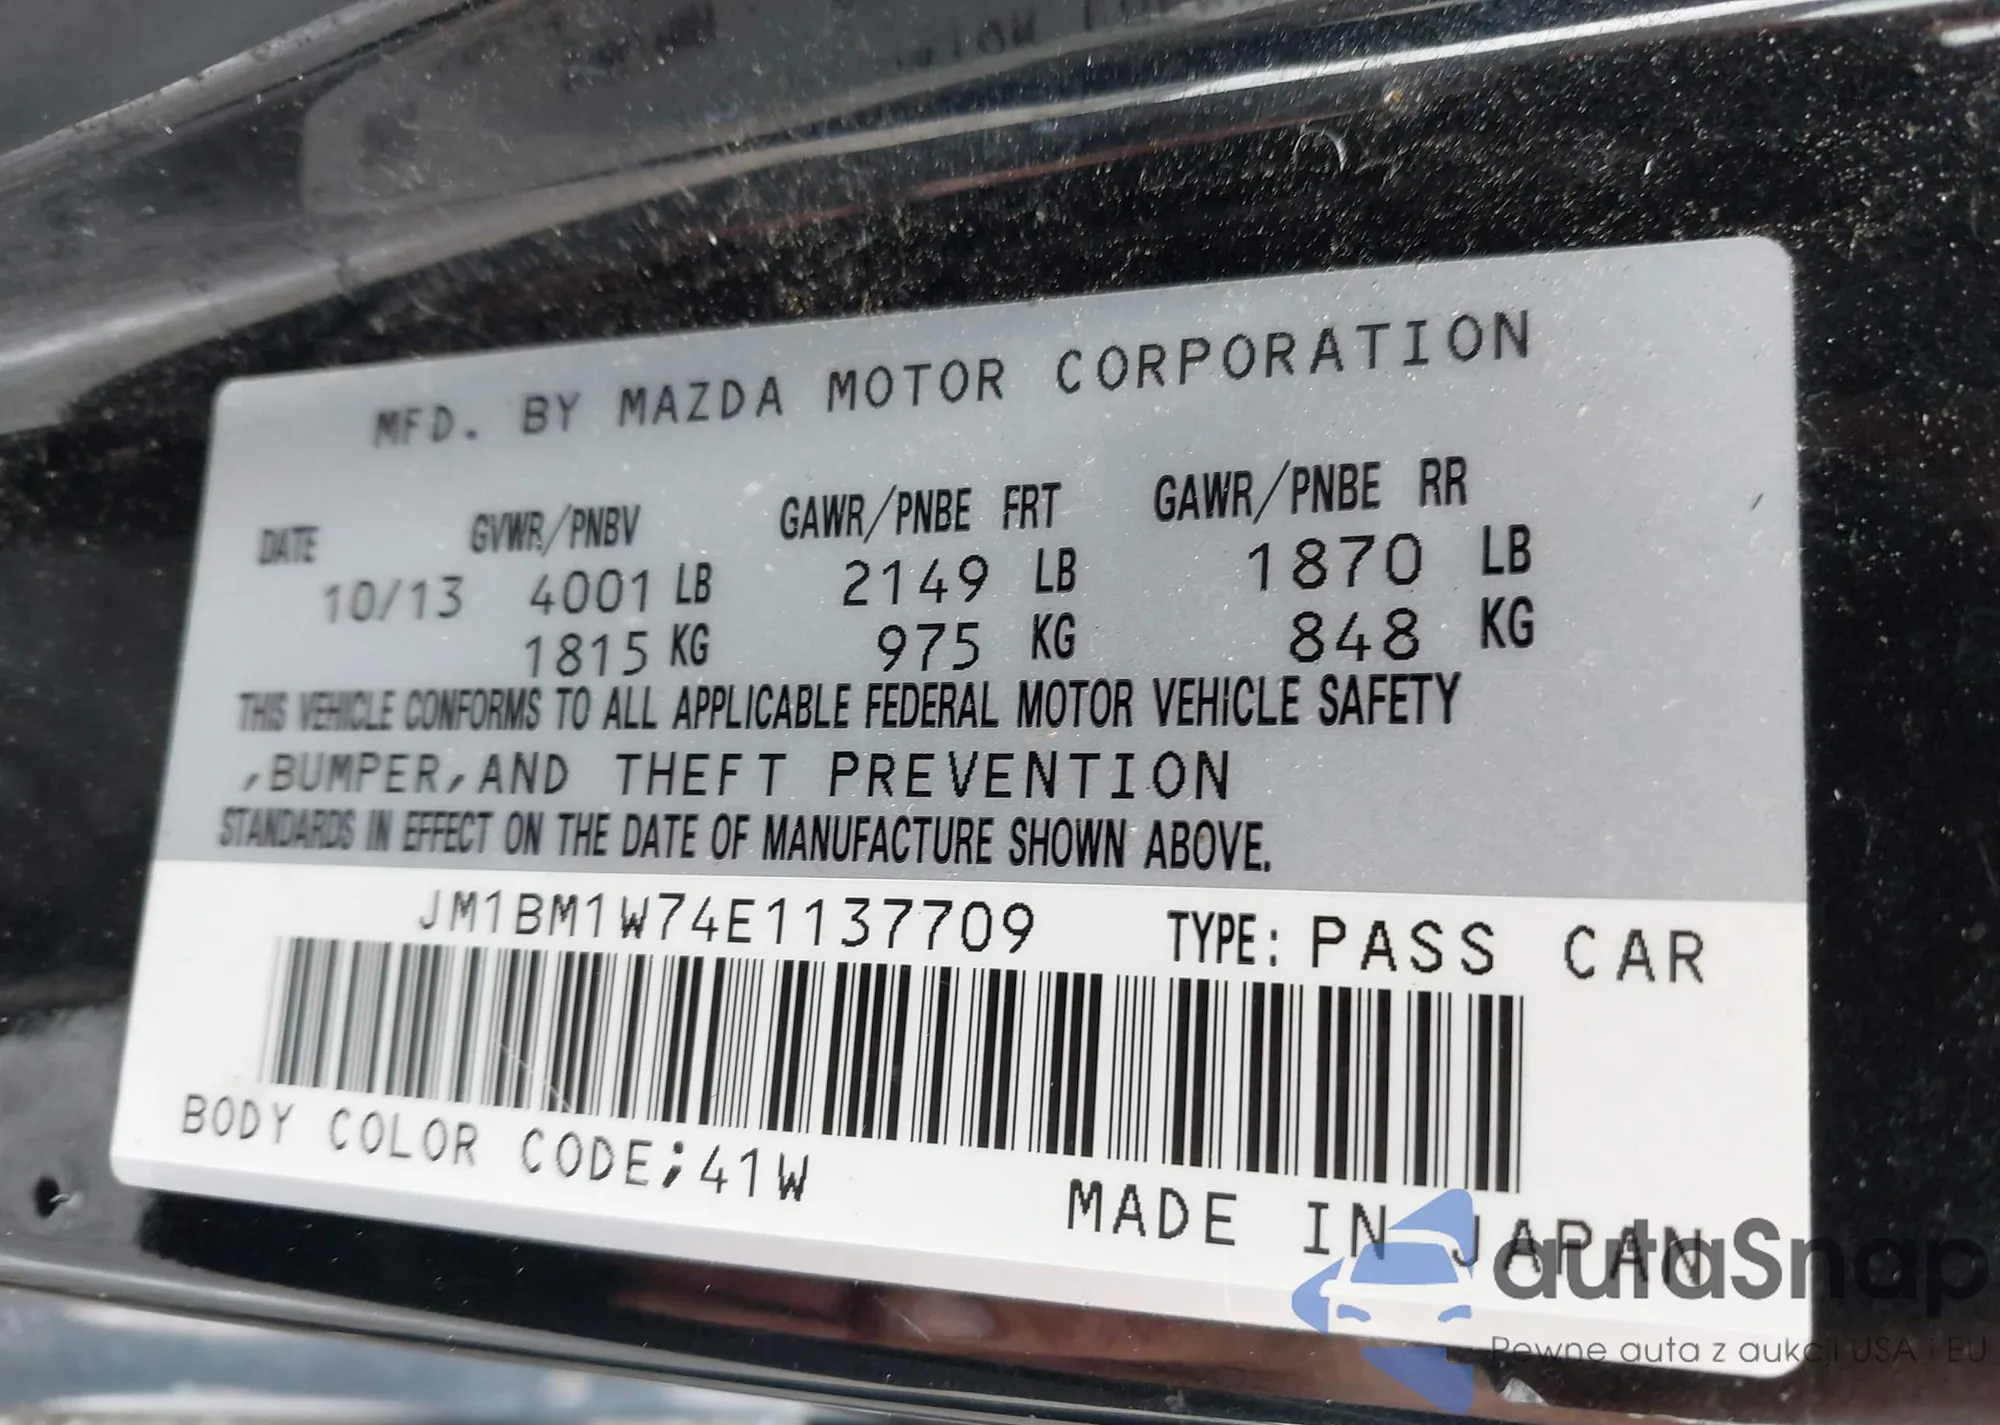 MFD. BY MAZDA MOTOR CORPORATION
DATE GVWR/PNBV GAWR/PNBE FRT GAWR/PNBE RR
10/13 4001 LB 2149 LB 1870 LB
1815 KG 975 KG 848 KG
THIS VEHICLE CONFORMS TO ALL APPLICABLE FEDERAL MOTOR VEHICLE SAFETY
,BUMPER,AND THEFT PREVENTION
STANDARDS IN EFFECT ON THE DATE OF MANUFACTURE SHOWN ABOVE.
JM1BM1W74E1137709 TYPE: PASS CAR
BODY COLOR CODE;41W
MADE IN JAPAN
autaSnap
Pewne auta z aukcji USA i EU